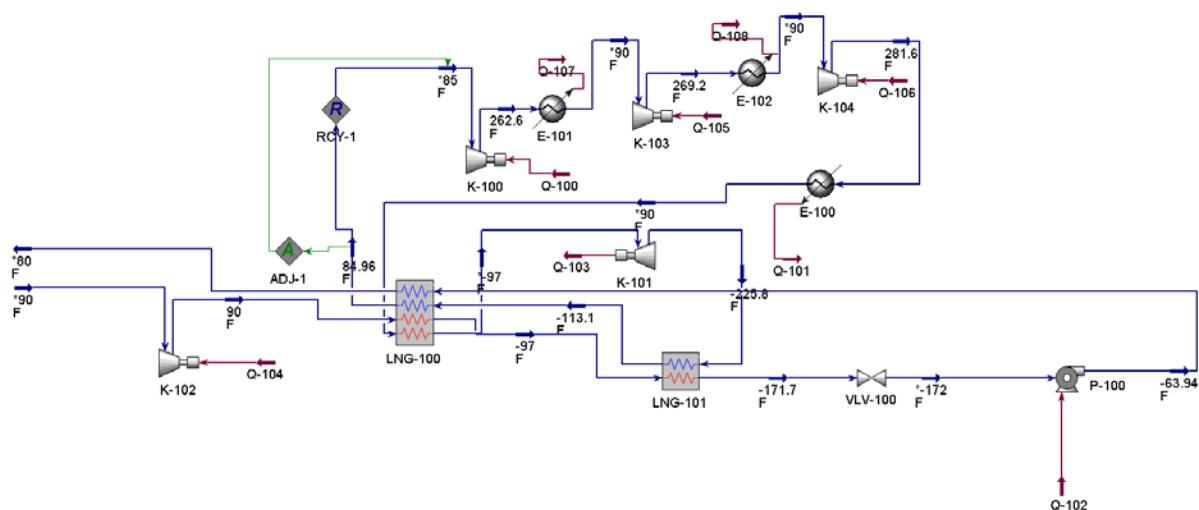 Q-108
*90
F
281.6
F
Q-107
*90
F
*85
F
269.2
F
E-102
K-104
Q-106
R
RCY-1
262.6
F
E-101
K-103
Q-105
K-100
Q-100
E-100
*90
F
Q-101
A
ADJ-1
84.96
F
*-97
F
Q-103
K-101
-225.8
F
*80
F
*90
F
90
F
-113.1
F
LNG-100
-97
F
K-102
Q-104
LNG-101
-171.7
F
VLV-100
*-172
F
P-100
-63.94
F
Q-102